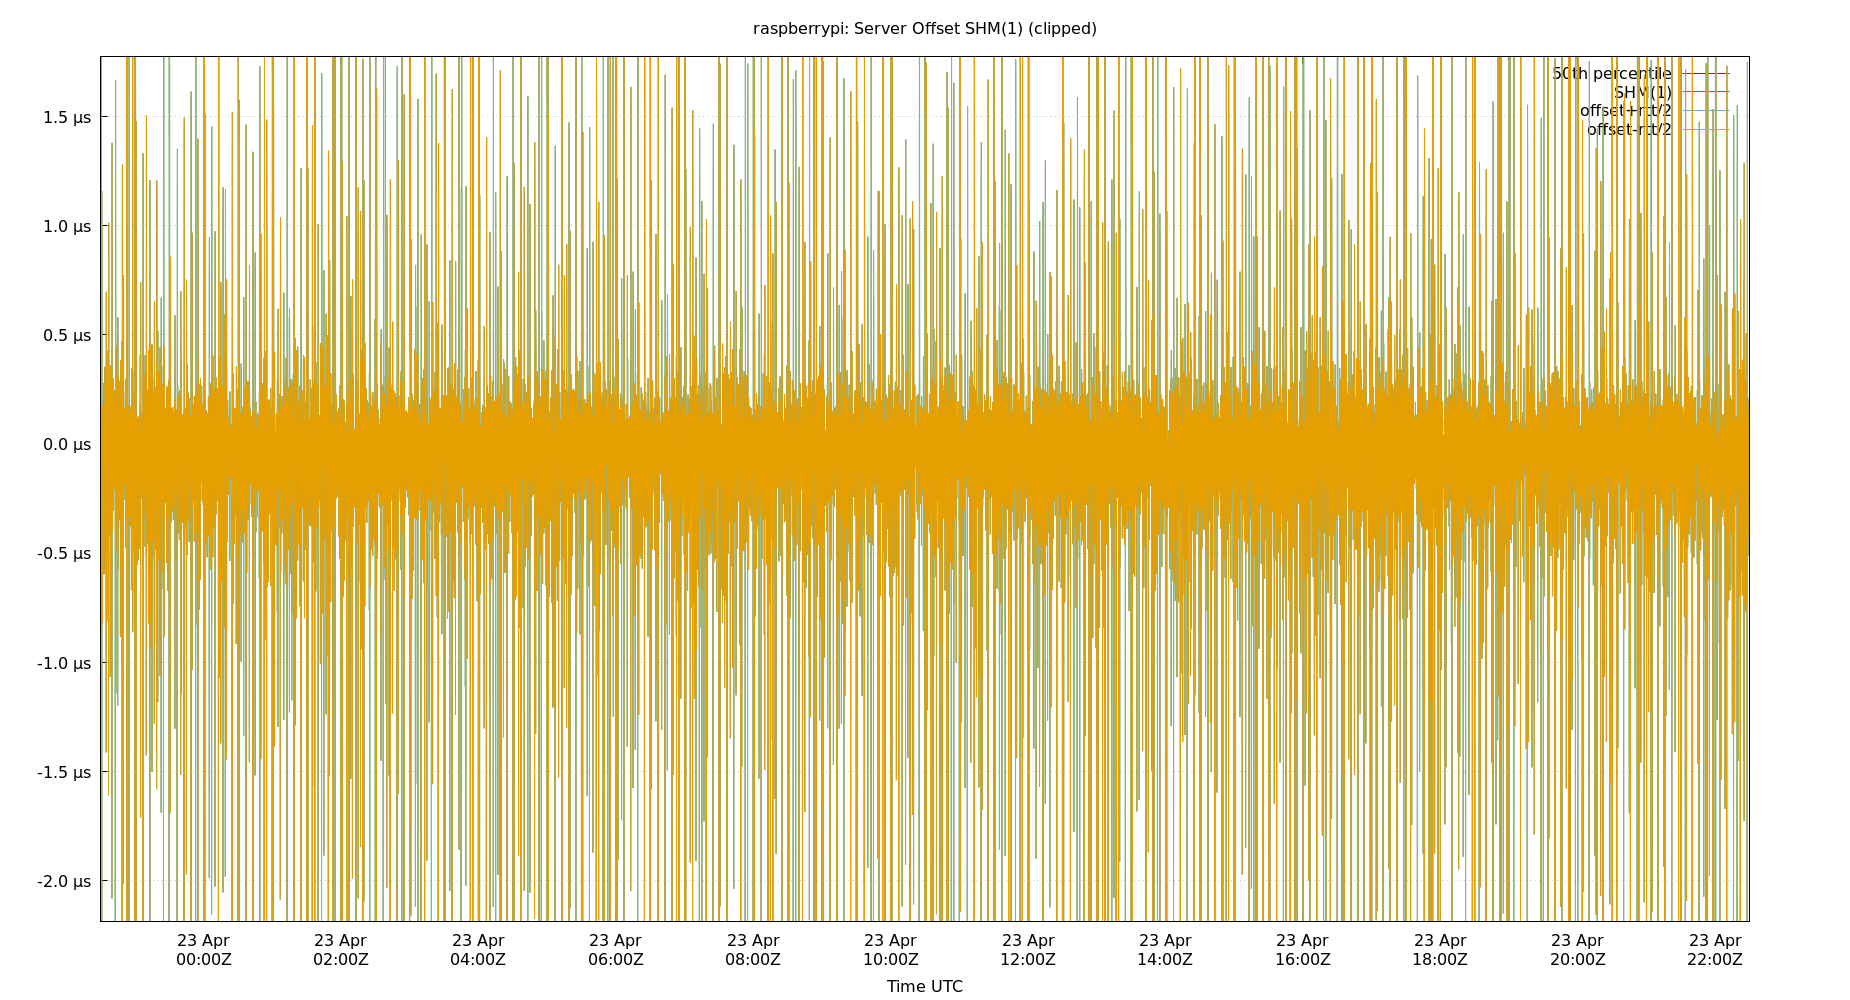 raspberrypi: Server Offset SHM(1) (clipped)
50th percentile
SHM(1)
offset+rtt/2
offset-rtt/2
1.5 µs
1.0 µs
0.5 µs
0.0 µs
-0.5 µs
-1.0 µs
-1.5 µs
-2.0 µs
23 Apr 23 Apr 23 Apr 23 Apr 23 Apr 23 Apr 23 Apr 23 Apr 23 Apr 23 Apr 23 Apr 23 Apr
00:00Z 02:00Z 04:00Z 06:00Z 08:00Z 10:00Z 12:00Z 14:00Z 16:00Z 18:00Z 20:00Z 22:00Z
Time UTC